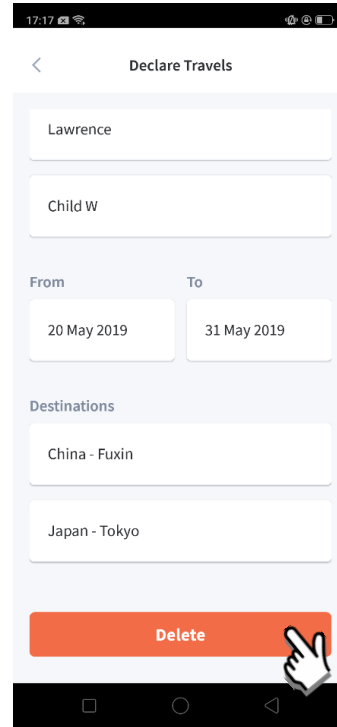 17:17
Declare Travels
Lawrence
Child W
From To
20 May 2019 31 May 2019
Destinations
China - Fuxin
Japan - Tokyo
Delete